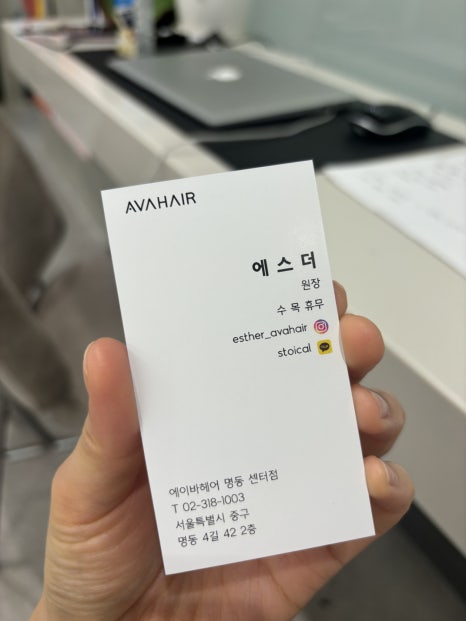 AVAHAIR
에스더
원장
수 목 휴무
esther_avahair
stoical
에이바헤어 명동 센터점
T 02-318-1003
서울특별시 중구
명동 4길 42 2층